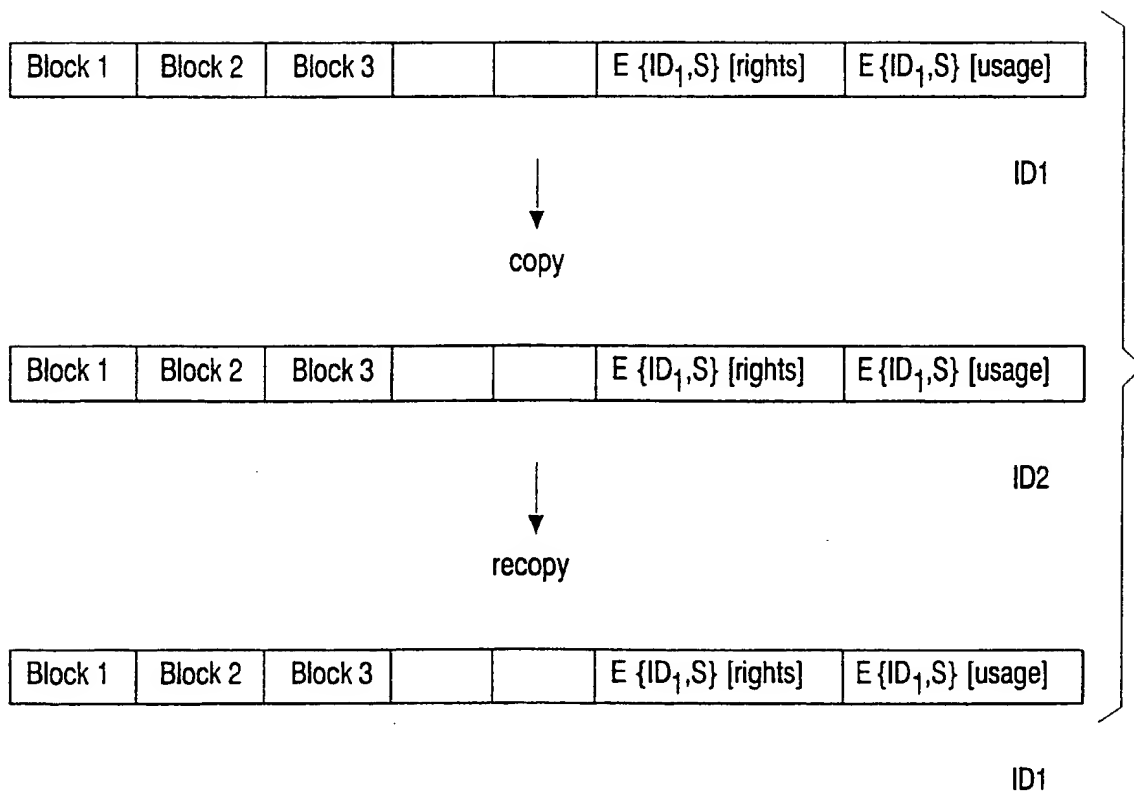 Block 1 Block 2 Block 3 E {ID₁,S} [rights] E {ID₁,S} [usage]
ID1
copy
Block 1 Block 2 Block 3 E {ID₁,S} [rights] E {ID₁,S} [usage]
ID2
recopy
Block 1 Block 2 Block 3 E {ID₁,S} [rights] E {ID₁,S} [usage]
ID1